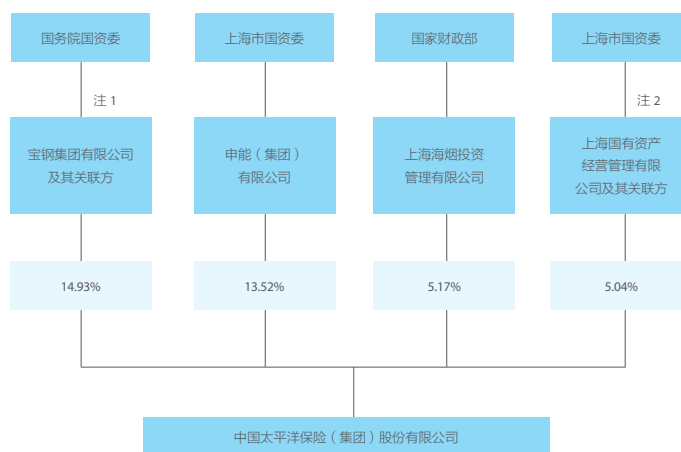 国务院国资委
上海市国资委
国家财政部
上海市国资委
注 1
注 2
宝钢集团有限公司
及其关联方
申能（集团）
有限公司
上海海烟投资
管理有限公司
上海国有资产
经营管理有限
公司及其关联方
14.93%
13.52%
5.17%
5.04%
中国太平洋保险（集团）股份有限公司